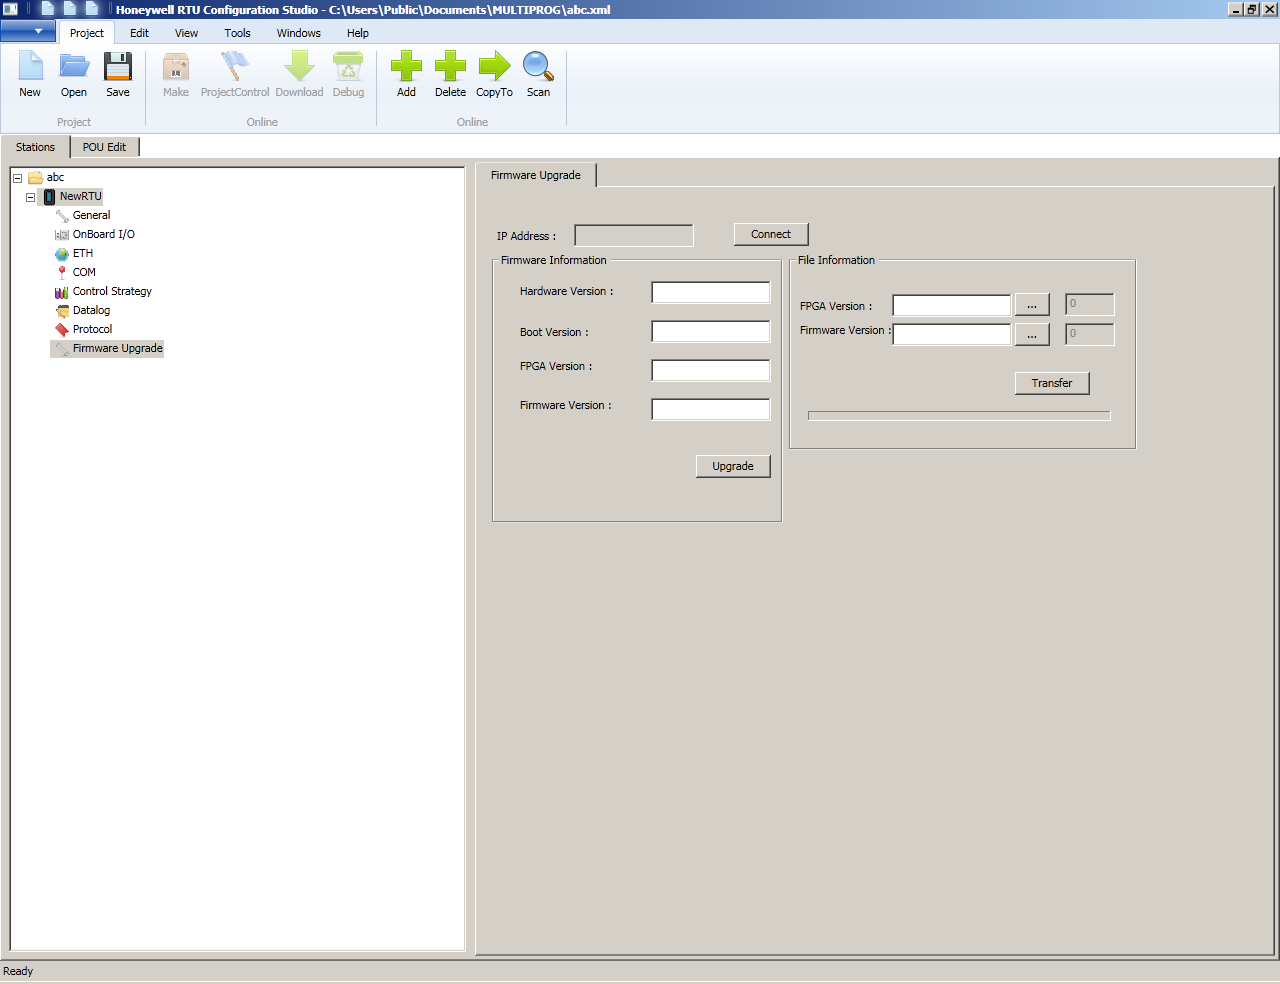 Honeywell RTU Configuration Studio - C:\Users\Public\Documents\MULTIPROG\abc.xml
Project Edit View Tools Windows Help
New Open Save Make ProjectControl Download Debug Add Delete CopyTo Scan
Project Online Online
Stations POU Edit
abc
NewRTU
General
OnBoard I/O
ETH
COM
Control Strategy
Datalog
Protocol
Firmware Upgrade
Firmware Upgrade
IP Address : Connect
Firmware Information
Hardware Version :
Boot Version :
FPGA Version :
Firmware Version :
Upgrade
File Information
FPGA Version : ... 0
Firmware Version : ... 0
Transfer
Ready